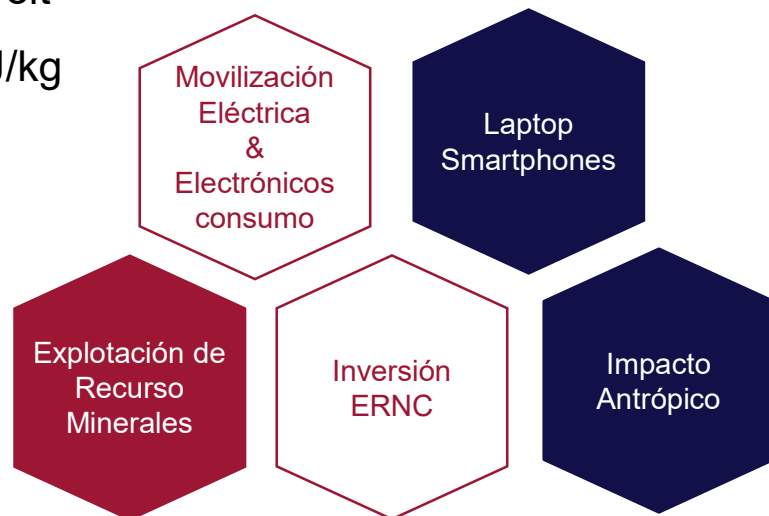 J/kg
Movilización
Eléctrica
&
Electrónicos
consumo
Laptop
Smartphones
Explotación de
Recurso
Minerales
Inversión
ERNC
Impacto
Antrópico